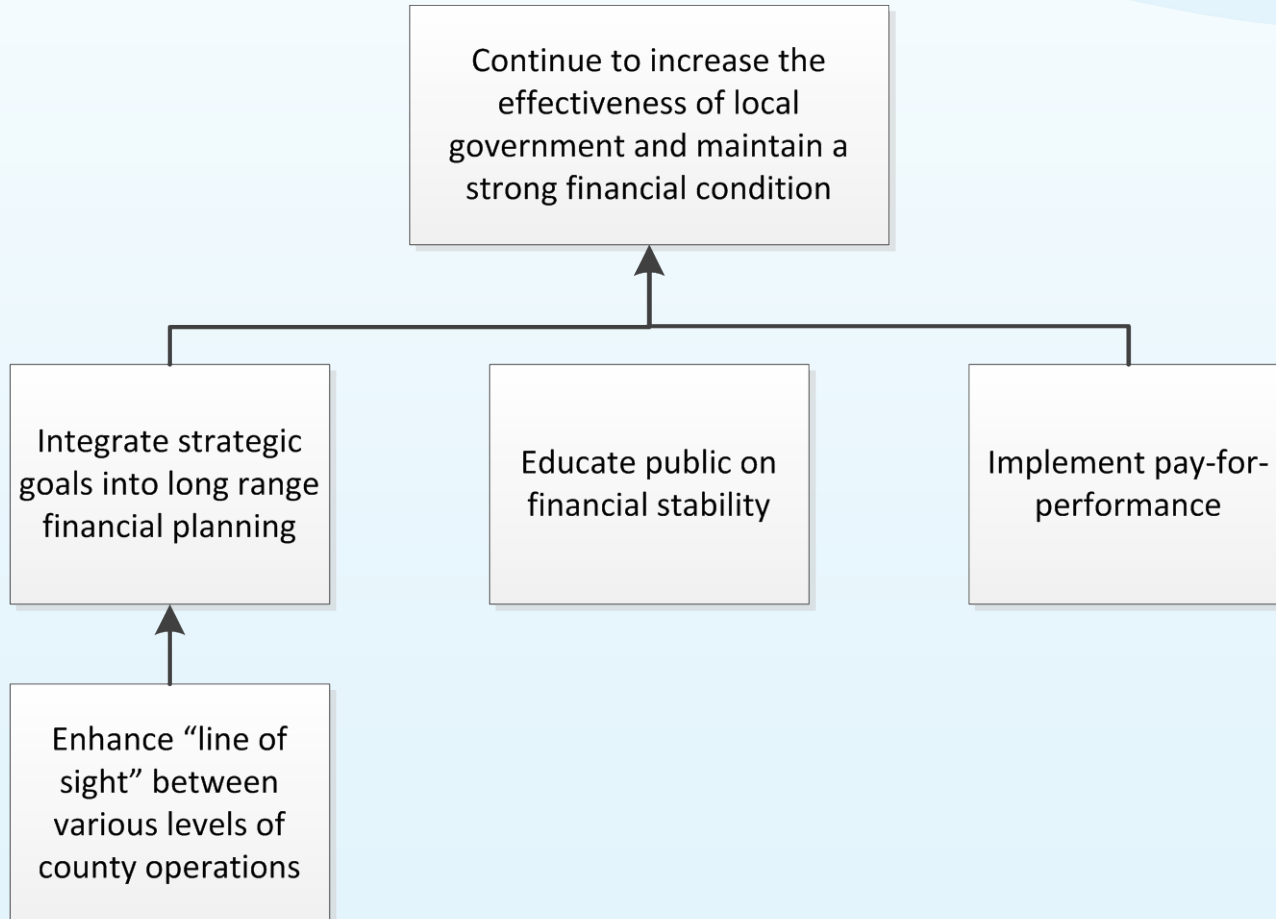 Continue to increase the
effectiveness of local
government and maintain a
strong financial condition
Integrate strategic
goals into long range
financial planning
Educate public on
financial stability
Implement pay-for-
performance
Enhance “line of
sight” between
various levels of
county operations